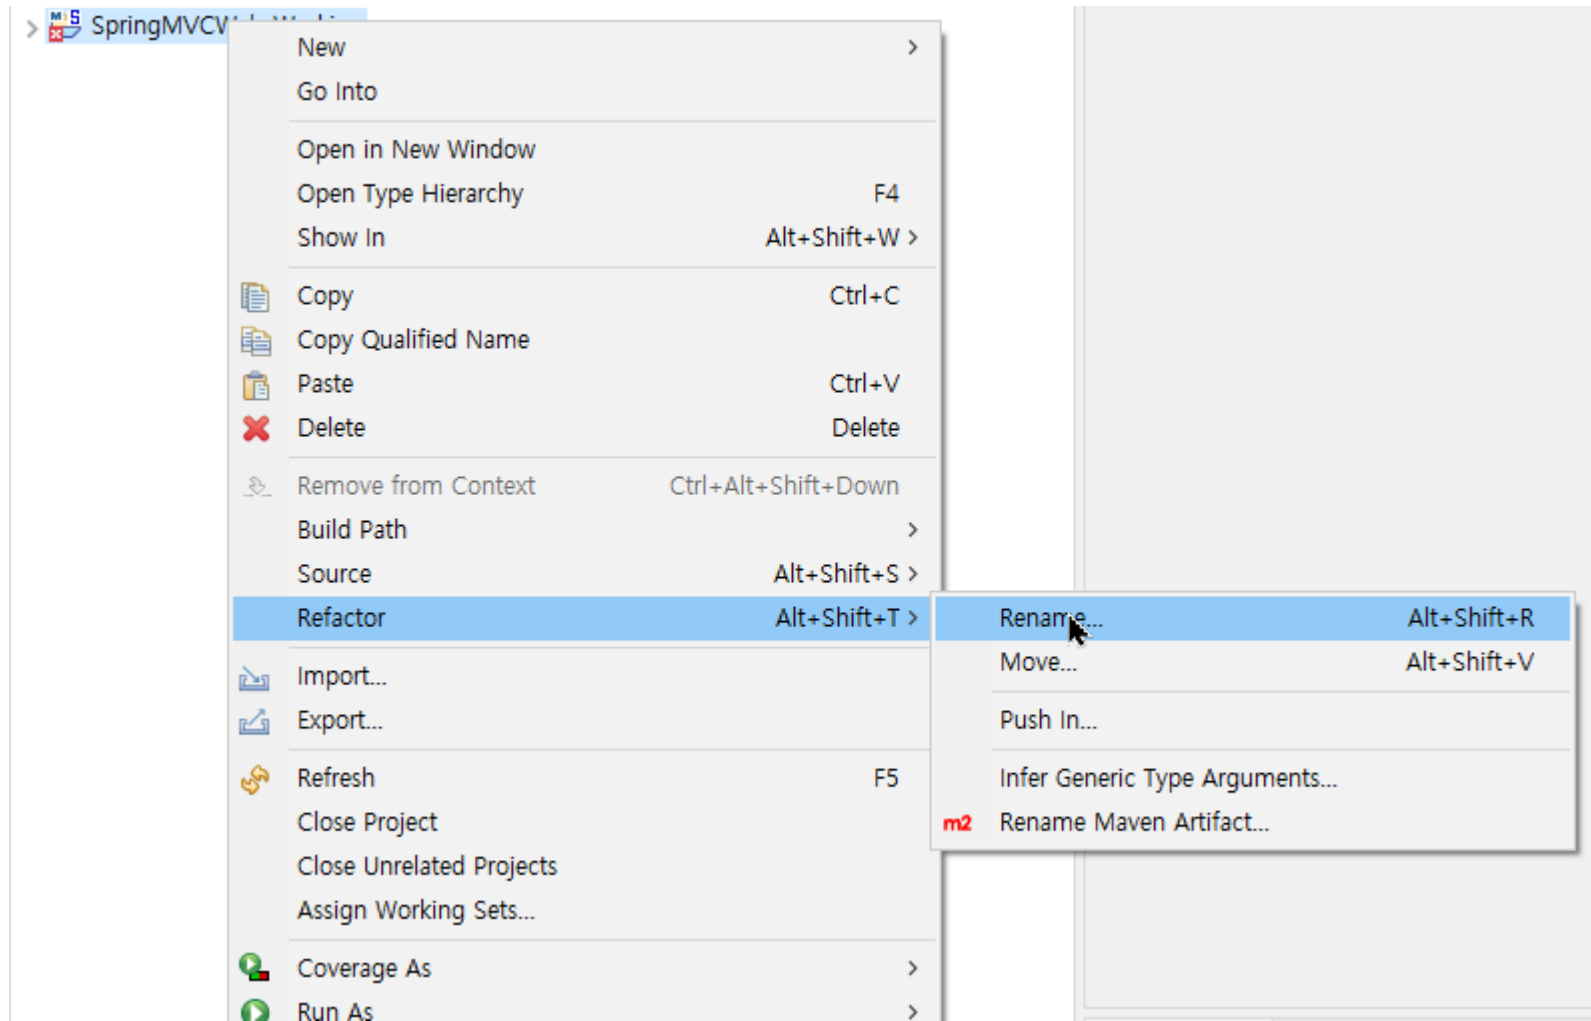 SpringMVCW
New
Go Into
Open in New Window
Open Type Hierarchy F4
Show In Alt+Shift+W
Copy Ctrl+C
Copy Qualified Name
Paste Ctrl+V
Delete Delete
Remove from Context Ctrl+Alt+Shift+Down
Build Path
Source Alt+Shift+S
Refactor Alt+Shift+T
Rename... Alt+Shift+R
Move... Alt+Shift+V
Import...
Export...
Push In...
Refresh F5
Infer Generic Type Arguments...
Close Project
m2 Rename Maven Artifact...
Close Unrelated Projects
Assign Working Sets...
Coverage As
Run As